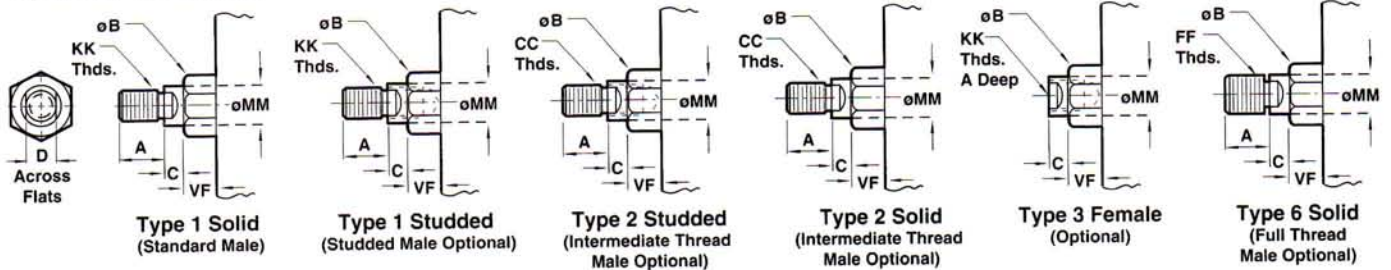 D
Across
Flats
øB
KK
Thds.
øMM
A
C
VF
Type 1 Solid
(Standard Male)
øB
KK
Thds.
øMM
A
C
VF
Type 1 Studded
(Studded Male Optional)
øB
CC
Thds.
øMM
A
C
VF
Type 2 Studded
(Intermediate Thread
Male Optional)
øB
CC
Thds.
øMM
A
C
VF
Type 2 Solid
(Intermediate Thread
Male Optional)
øB
KK
Thds.
A Deep
øMM
C
VF
Type 3 Female
(Optional)
øB
FF
Thds.
øMM
A
C
VF
Type 6 Solid
(Full Thread
Male Optional)